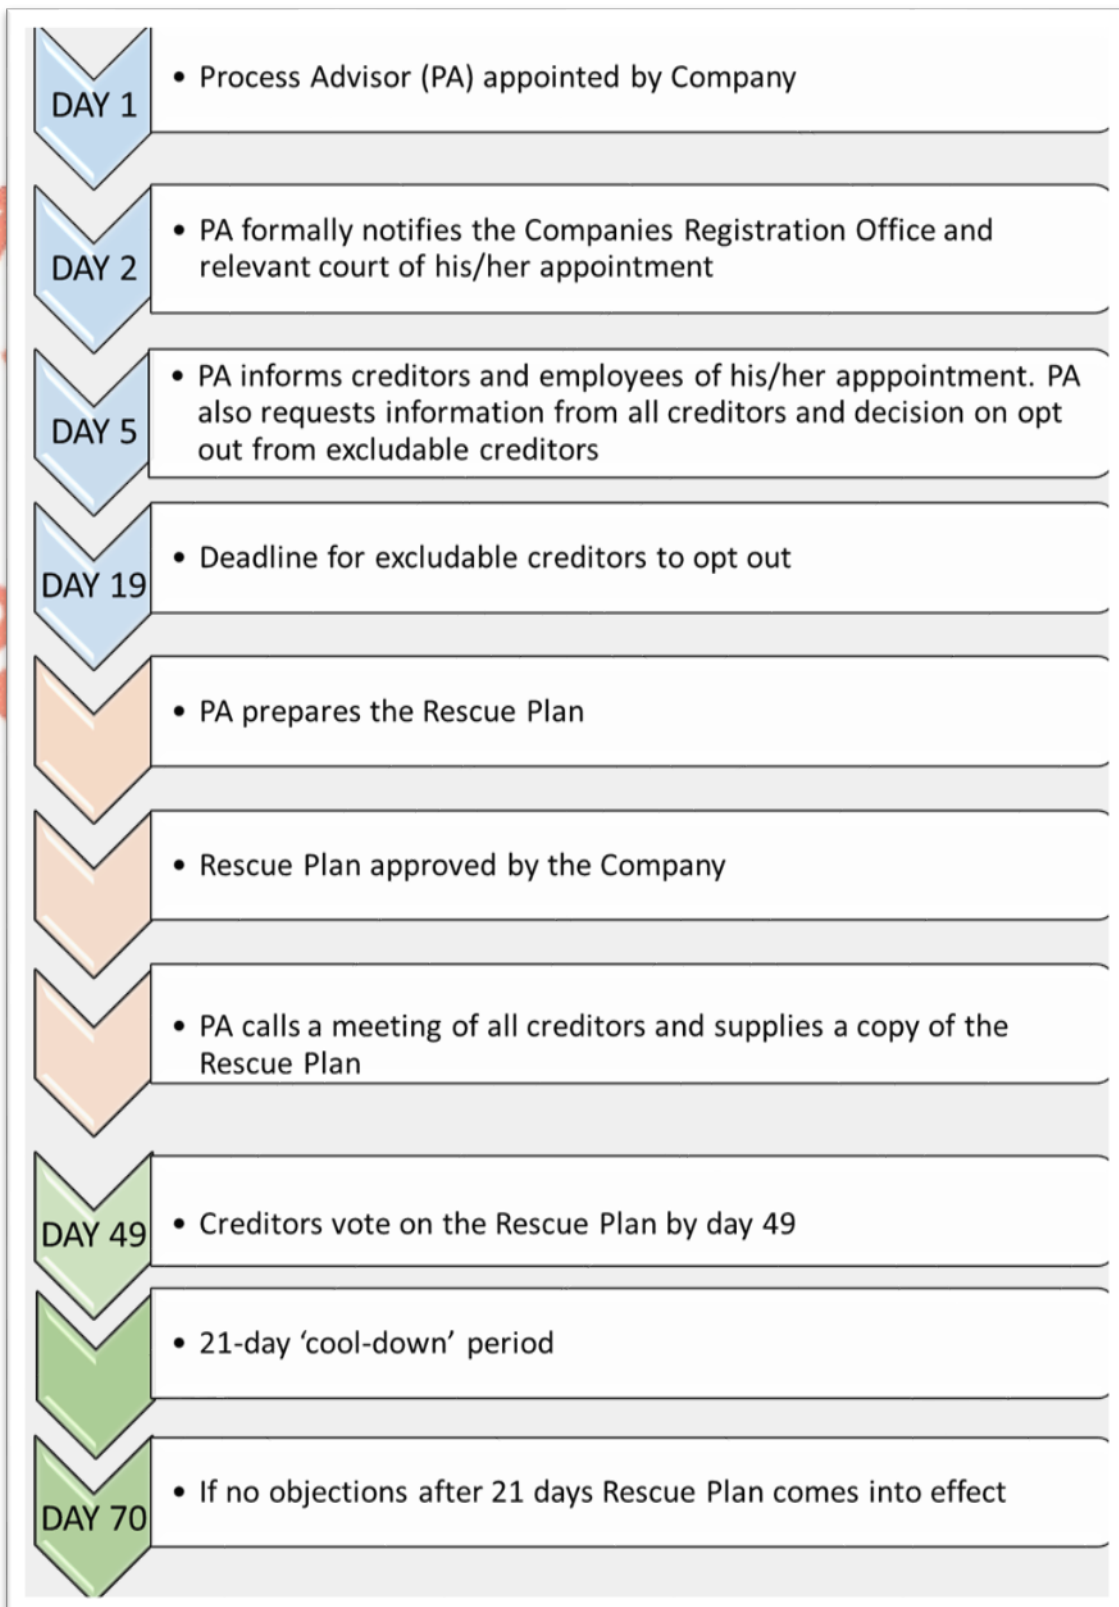 DAY 1
• Process Advisor (PA) appointed by Company
DAY 2
• PA formally notifies the Companies Registration Office and
relevant court of his/her appointment
DAY 5
• PA informs creditors and employees of his/her apppointment. PA
also requests information from all creditors and decision on opt
out from excludable creditors
DAY 19
• Deadline for excludable creditors to opt out
• PA prepares the Rescue Plan
• Rescue Plan approved by the Company
• PA calls a meeting of all creditors and supplies a copy of the
Rescue Plan
DAY 49
• Creditors vote on the Rescue Plan by day 49
• 21-day ‘cool-down’ period
DAY 70
• If no objections after 21 days Rescue Plan comes into effect